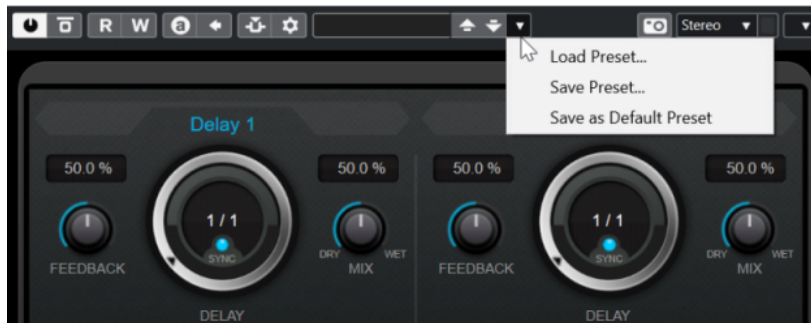 R W a Stereo
Load Preset...
Save Preset...
Save as Default Preset
Delay 1
50.0 % 50.0 % 50.0 % 50.0 %
1 / 1 1 / 1
SYNC SYNC
DRY WET DRY WET
FEEDBACK MIX FEEDBACK MIX
DELAY DELAY